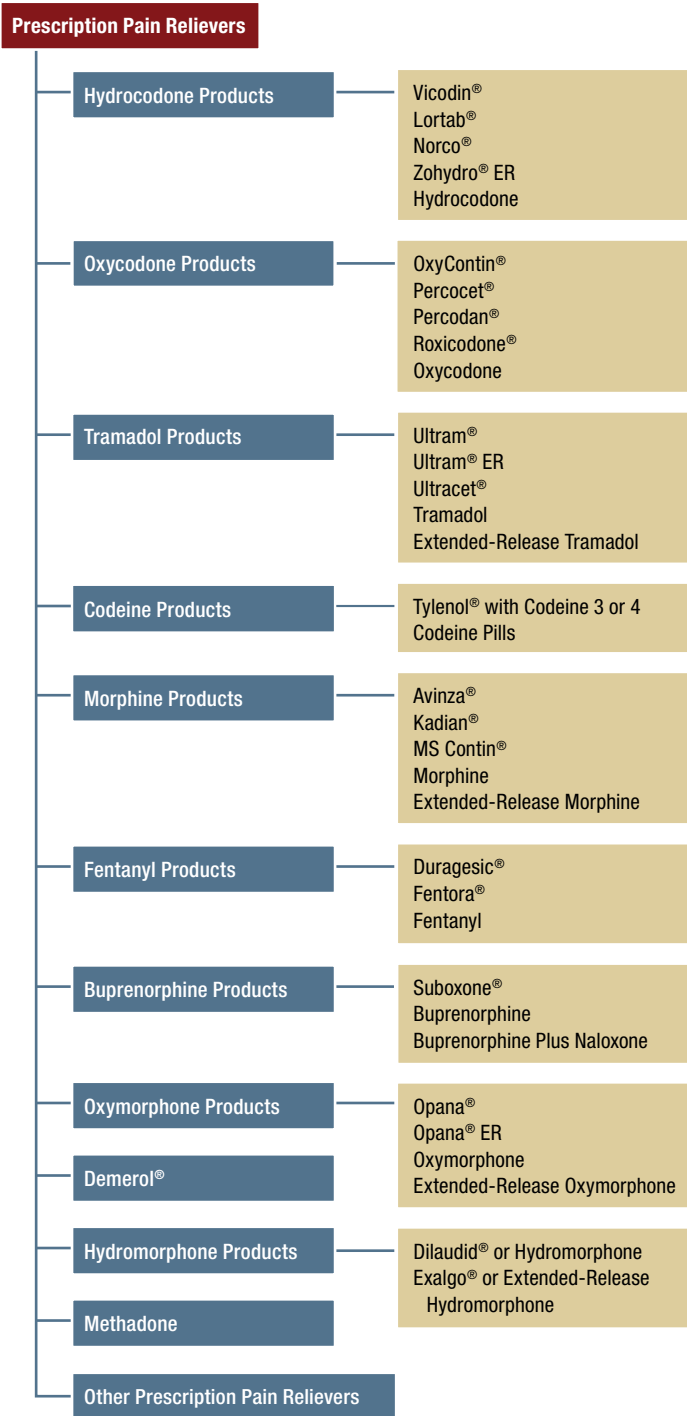 Prescription Pain Relievers
Hydrocodone Products
Vicodin®
Lortab®
Norco®
Zohydro® ER
Hydrocodone
Oxycodone Products
OxyContin®
Percocet®
Percodan®
Roxicodone®
Oxycodone
Tramadol Products
Ultram®
Ultram® ER
Ultracet®
Tramadol
Extended-Release Tramadol
Codeine Products
Tylenol® with Codeine 3 or 4
Codeine Pills
Morphine Products
Avinza®
Kadian®
MS Contin®
Morphine
Extended-Release Morphine
Fentanyl Products
Duragesic®
Fentora®
Fentanyl
Buprenorphine Products
Suboxone®
Buprenorphine
Buprenorphine Plus Naloxone
Oxymorphone Products
Opana®
Opana® ER
Oxymorphone
Extended-Release Oxymorphone
Demerol®
Hydromorphone Products
Dilaudid® or Hydromorphone
Exalgo® or Extended-Release
Hydromorphone
Methadone
Other Prescription Pain Relievers